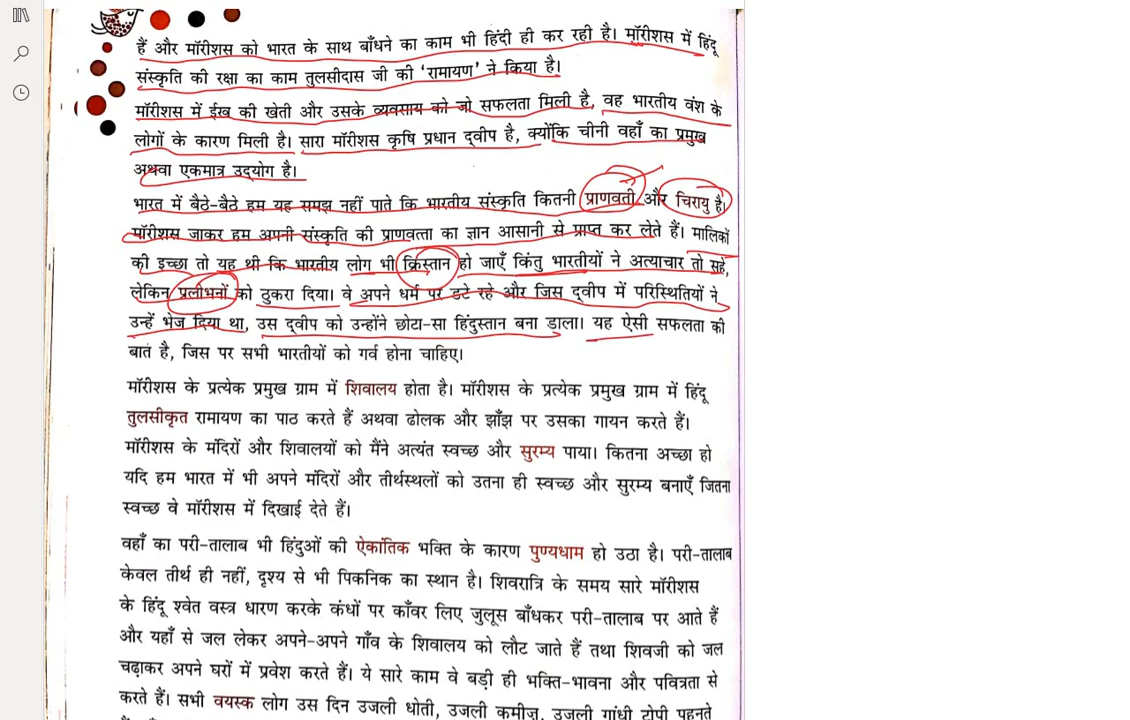 हैं और मॉरीशस को भारत के साथ बाँधने का काम भी हिंदी ही कर रही है। मॉरीशस में हिंदू
संस्कृति की रक्षा का काम तुलसीदास जी की 'रामायण' ने किया है।
मॉरीशस में ईख की खेती और उसके व्यवसाय को जो सफलता मिली है, वह भारतीय वंश के
लोगों के कारण मिली है। सारा मॉरीशस कृषि प्रधान द्वीप है, क्योंकि चीनी वहाँ का प्रमुख
अथवा एकमात्र उद्योग है।
भारत में बैठे-बैठे हम यह समझ नहीं पाते कि भारतीय संस्कृति कितनी प्राणवती और चिरायु है।
मॉरीशस जाकर हम अपनी संस्कृति की प्राणवत्ता का ज्ञान आसानी से प्राप्त कर लेते हैं। मालिकों
की इच्छा तो यह थी कि भारतीय लोग भी क्रिस्तान हो जाएँ किंतु भारतीयों ने अत्याचार तो सहे,
लेकिन प्रलोभनों को ठुकरा दिया। वे अपने धर्म पर डटे रहे और जिस द्वीप में परिस्थितियों ने
उन्हें भेज दिया था, उस द्वीप को उन्होंने छोटा-सा हिंदुस्तान बना डाला। यह ऐसी सफलता की
बात है, जिस पर सभी भारतीयों को गर्व होना चाहिए।
मॉरीशस के प्रत्येक प्रमुख ग्राम में शिवालय होता है। मॉरीशस के प्रत्येक प्रमुख ग्राम में हिंदू
तुलसीकृत रामायण का पाठ करते हैं अथवा ढोलक और झाँझ पर उसका गायन करते हैं।
मॉरीशस के मंदिरों और शिवालयों को मैंने अत्यंत स्वच्छ और सुरम्य पाया। कितना अच्छा हो
यदि हम भारत में भी अपने मंदिरों और तीर्थस्थलों को उतना ही स्वच्छ और सुरम्य बनाएँ जितना
स्वच्छ वे मॉरीशस में दिखाई देते हैं।
वहाँ का परी-तालाब भी हिंदुओं की ऐकांतिक भक्ति के कारण पुण्यधाम हो उठा है। परी-तालाब
केवल तीर्थ ही नहीं, दृश्य से भी पिकनिक का स्थान है। शिवरात्रि के समय सारे मॉरीशस
के हिंदू श्वेत वस्त्र धारण करके कंधों पर काँवर लिए जुलूस बाँधकर परी-तालाब पर आते हैं
और यहाँ से जल लेकर अपने-अपने गाँव के शिवालय को लौट जाते हैं तथा शिवजी को जल
चढ़ाकर अपने घरों में प्रवेश करते हैं। ये सारे काम वे बड़ी ही भक्ति-भावना और पवित्रता से
करते हैं। सभी वयस्क लोग उस दिन उजली धोती, उजली कमीज़, उजली गांधी टोपी पहनते